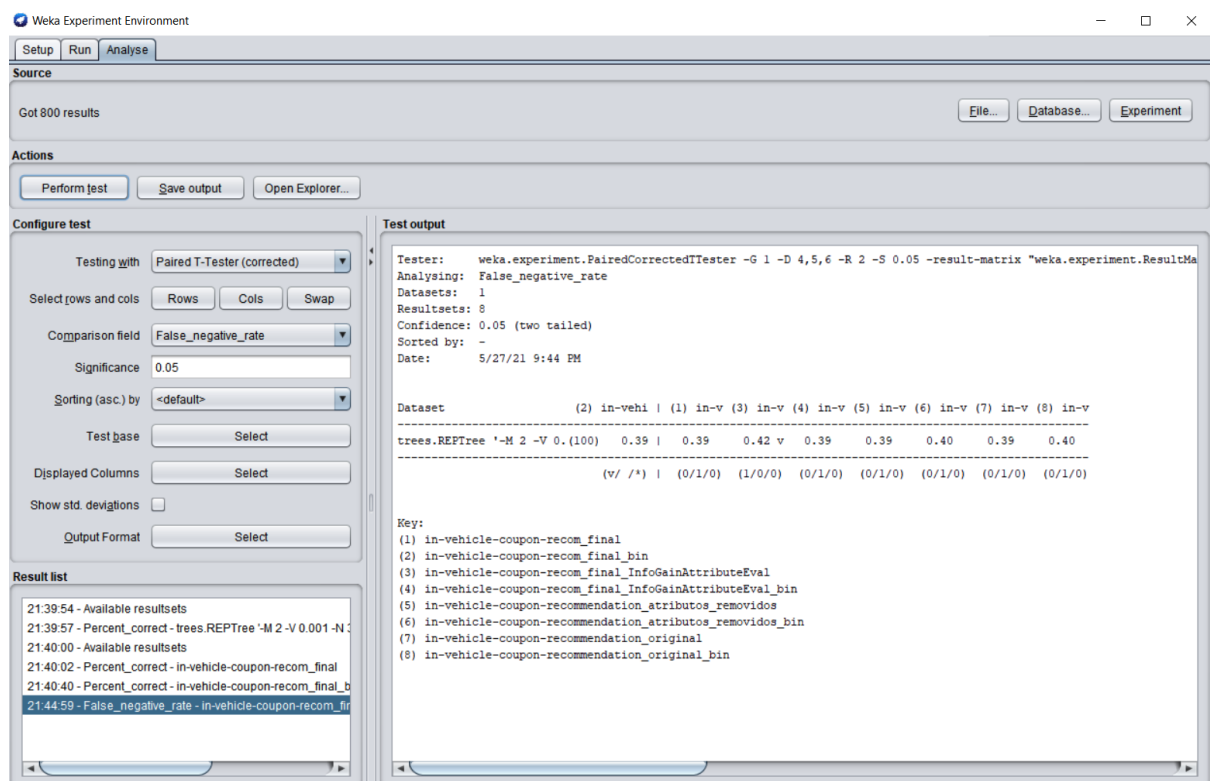 Weka Experiment Environment
Setup Run Analyse
Source
Got 800 results
File... Database... Experiment
Actions
Perform test Save output Open Explorer...
Configure test
Testing with Paired T-Tester (corrected)
Select rows and cols Rows Cols Swap
Comparison field False_negative_rate
Significance 0.05
Sorting (asc.) by <default>
Test base Select
Displayed Columns Select
Show std. deviations
Output Format Select
Result list
21:39:54 - Available resultsets
21:39:57 - Percent_correct - trees.REPTree '-M 2 -V 0.001 -N 3
21:40:00 - Available resultsets
21:40:02 - Percent_correct - in-vehicle-coupon-recom_final
21:40:40 - Percent_correct - in-vehicle-coupon-recom_final_b
21:44:59 - False_negative_rate - in-vehicle-coupon-recom_fin
Test output
Tester: weka.experiment.PairedCorrectedTTester -G 1 -D 4,5,6 -R 2 -S 0.05 -result-matrix "weka.experiment.ResultMa
Analysing: False_negative_rate
Datasets: 1
Resultsets: 8
Confidence: 0.05 (two tailed)
Sorted by: -
Date: 5/27/21 9:44 PM
Dataset (2) in-vehi | (1) in-v (3) in-v (4) in-v (5) in-v (6) in-v (7) in-v (8) in-v
---------------------------------------------------------------------------------------------------------
trees.REPTree '-M 2 -V 0.(100) 0.39 | 0.39 0.42 v 0.39 0.39 0.40 0.39 0.40
---------------------------------------------------------------------------------------------------------
(v/ /*) | (0/1/0) (1/0/0) (0/1/0) (0/1/0) (0/1/0) (0/1/0) (0/1/0)
Key:
(1) in-vehicle-coupon-recom_final
(2) in-vehicle-coupon-recom_final_bin
(3) in-vehicle-coupon-recom_final_InfoGainAttributeEval
(4) in-vehicle-coupon-recom_final_InfoGainAttributeEval_bin
(5) in-vehicle-coupon-recommendation_atributos_removidos
(6) in-vehicle-coupon-recommendation_atributos_removidos_bin
(7) in-vehicle-coupon-recommendation_original
(8) in-vehicle-coupon-recommendation_original_bin